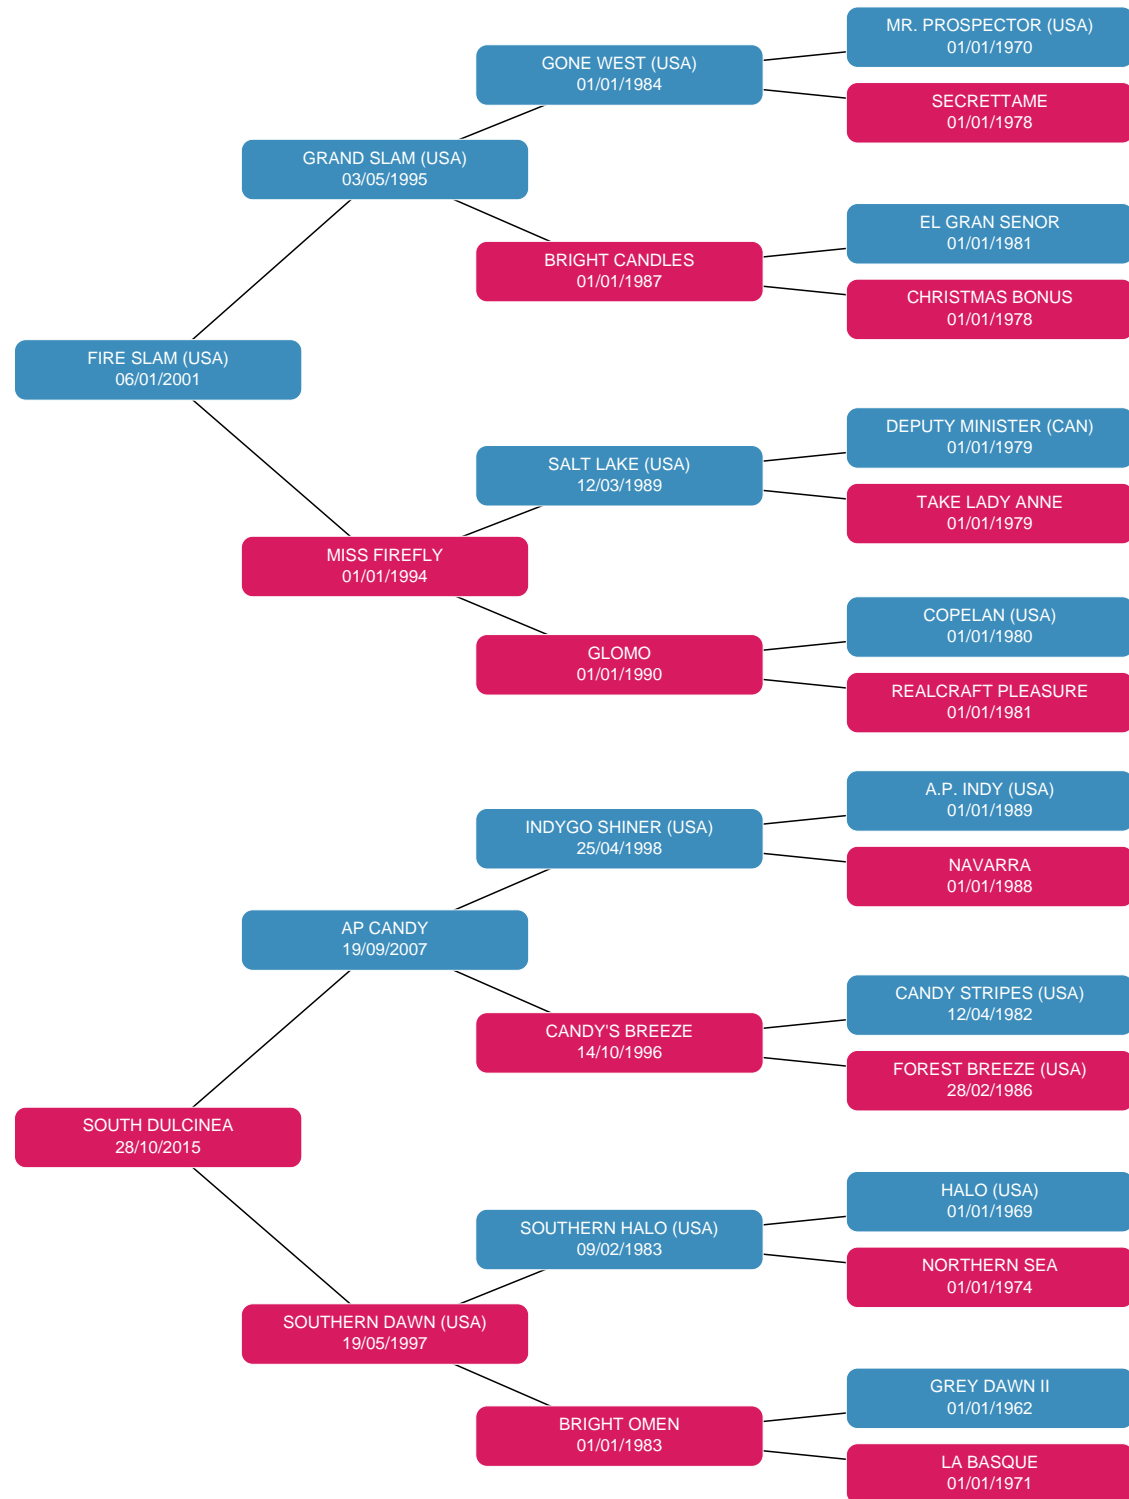 MR. PROSPECTOR (USA)
01/01/1970
GONE WEST (USA)
01/01/1984
SECRETTAME
01/01/1978
GRAND SLAM (USA)
03/05/1995
EL GRAN SENOR
01/01/1981
BRIGHT CANDLES
01/01/1987
CHRISTMAS BONUS
01/01/1978
FIRE SLAM (USA)
06/01/2001
DEPUTY MINISTER (CAN)
01/01/1979
SALT LAKE (USA)
12/03/1989
TAKE LADY ANNE
01/01/1979
MISS FIREFLY
01/01/1994
COPELAN (USA)
01/01/1980
GLOMO
01/01/1990
REALCRAFT PLEASURE
01/01/1981
A.P. INDY (USA)
01/01/1989
INDYGO SHINER (USA)
25/04/1998
NAVARRA
01/01/1988
AP CANDY
19/09/2007
CANDY STRIPES (USA)
12/04/1982
CANDY'S BREEZE
14/10/1996
FOREST BREEZE (USA)
28/02/1986
SOUTH DULCINEA
28/10/2015
HALO (USA)
01/01/1969
SOUTHERN HALO (USA)
09/02/1983
NORTHERN SEA
01/01/1974
SOUTHERN DAWN (USA)
19/05/1997
GREY DAWN II
01/01/1962
BRIGHT OMEN
01/01/1983
LA BASQUE
01/01/1971